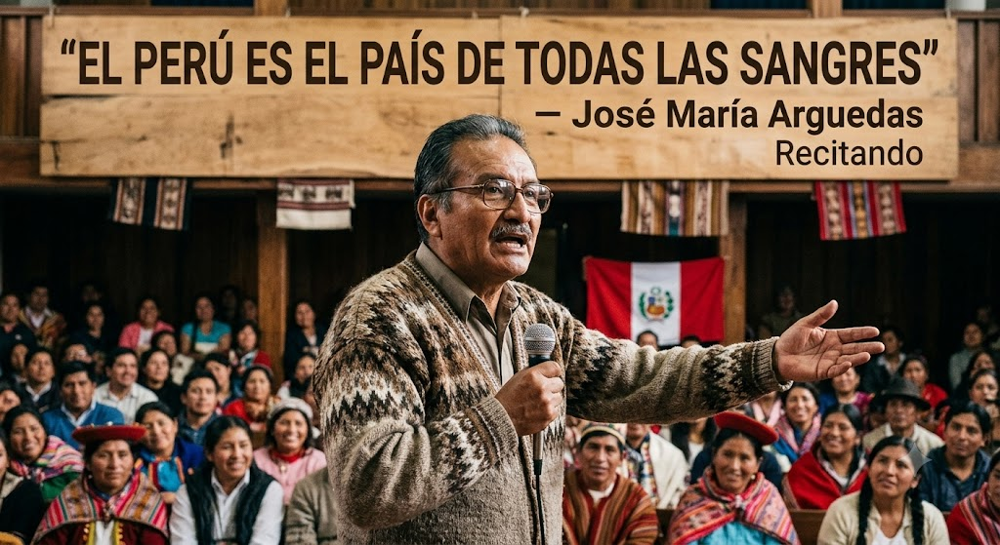 “EL PERÚ ES EL PAÍS DE TODAS LAS SANGRES”
— José María Arguedas
Recitando